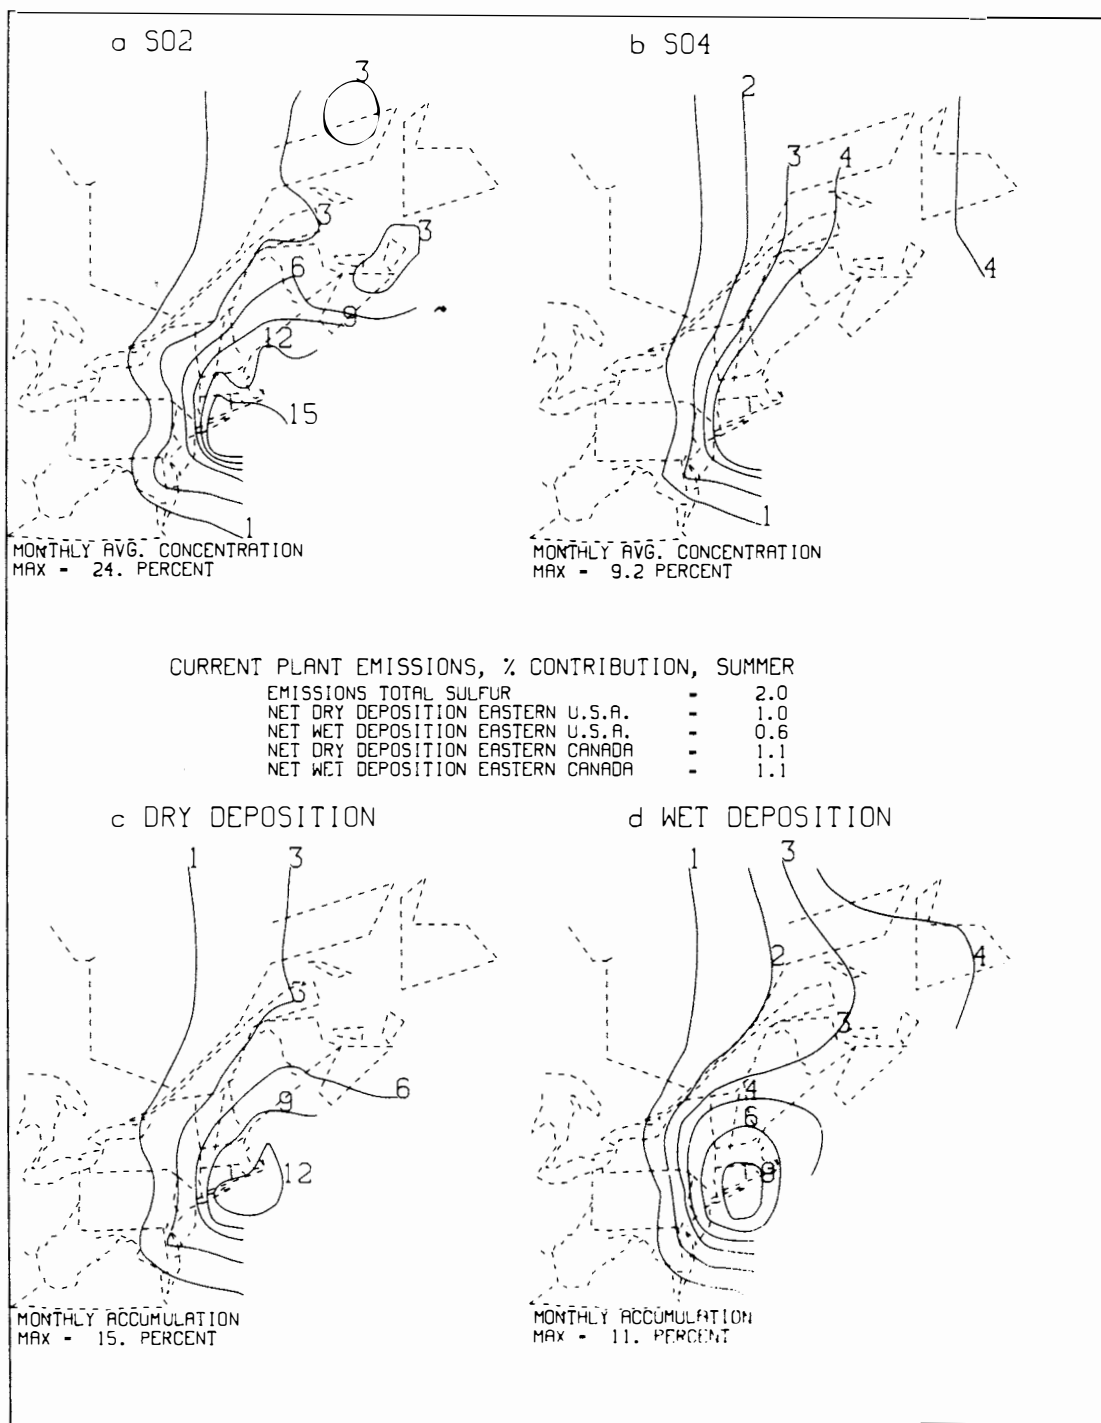 a SO2
b SO4
3
2
3
4
3
3
6
4
9
12
15
1
1
MONTHLY AVG. CONCENTRATION
MAX - 24. PERCENT
MONTHLY AVG. CONCENTRATION
MAX - 9.2 PERCENT
CURRENT PLANT EMISSIONS, % CONTRIBUTION, SUMMER
EMISSIONS TOTAL SULFUR - 2.0
NET DRY DEPOSITION EASTERN U.S.A. - 1.0
NET WET DEPOSITION EASTERN U.S.A. - 0.6
NET DRY DEPOSITION EASTERN CANADA - 1.1
NET WET DEPOSITION EASTERN CANADA - 1.1
c DRY DEPOSITION
d WET DEPOSITION
1
3
1
3
2
4
3
3
6
9
4
6
12
8
MONTHLY ACCUMULATION
MAX - 15. PERCENT
MONTHLY ACCUMULATION
MAX - 11. PERCENT